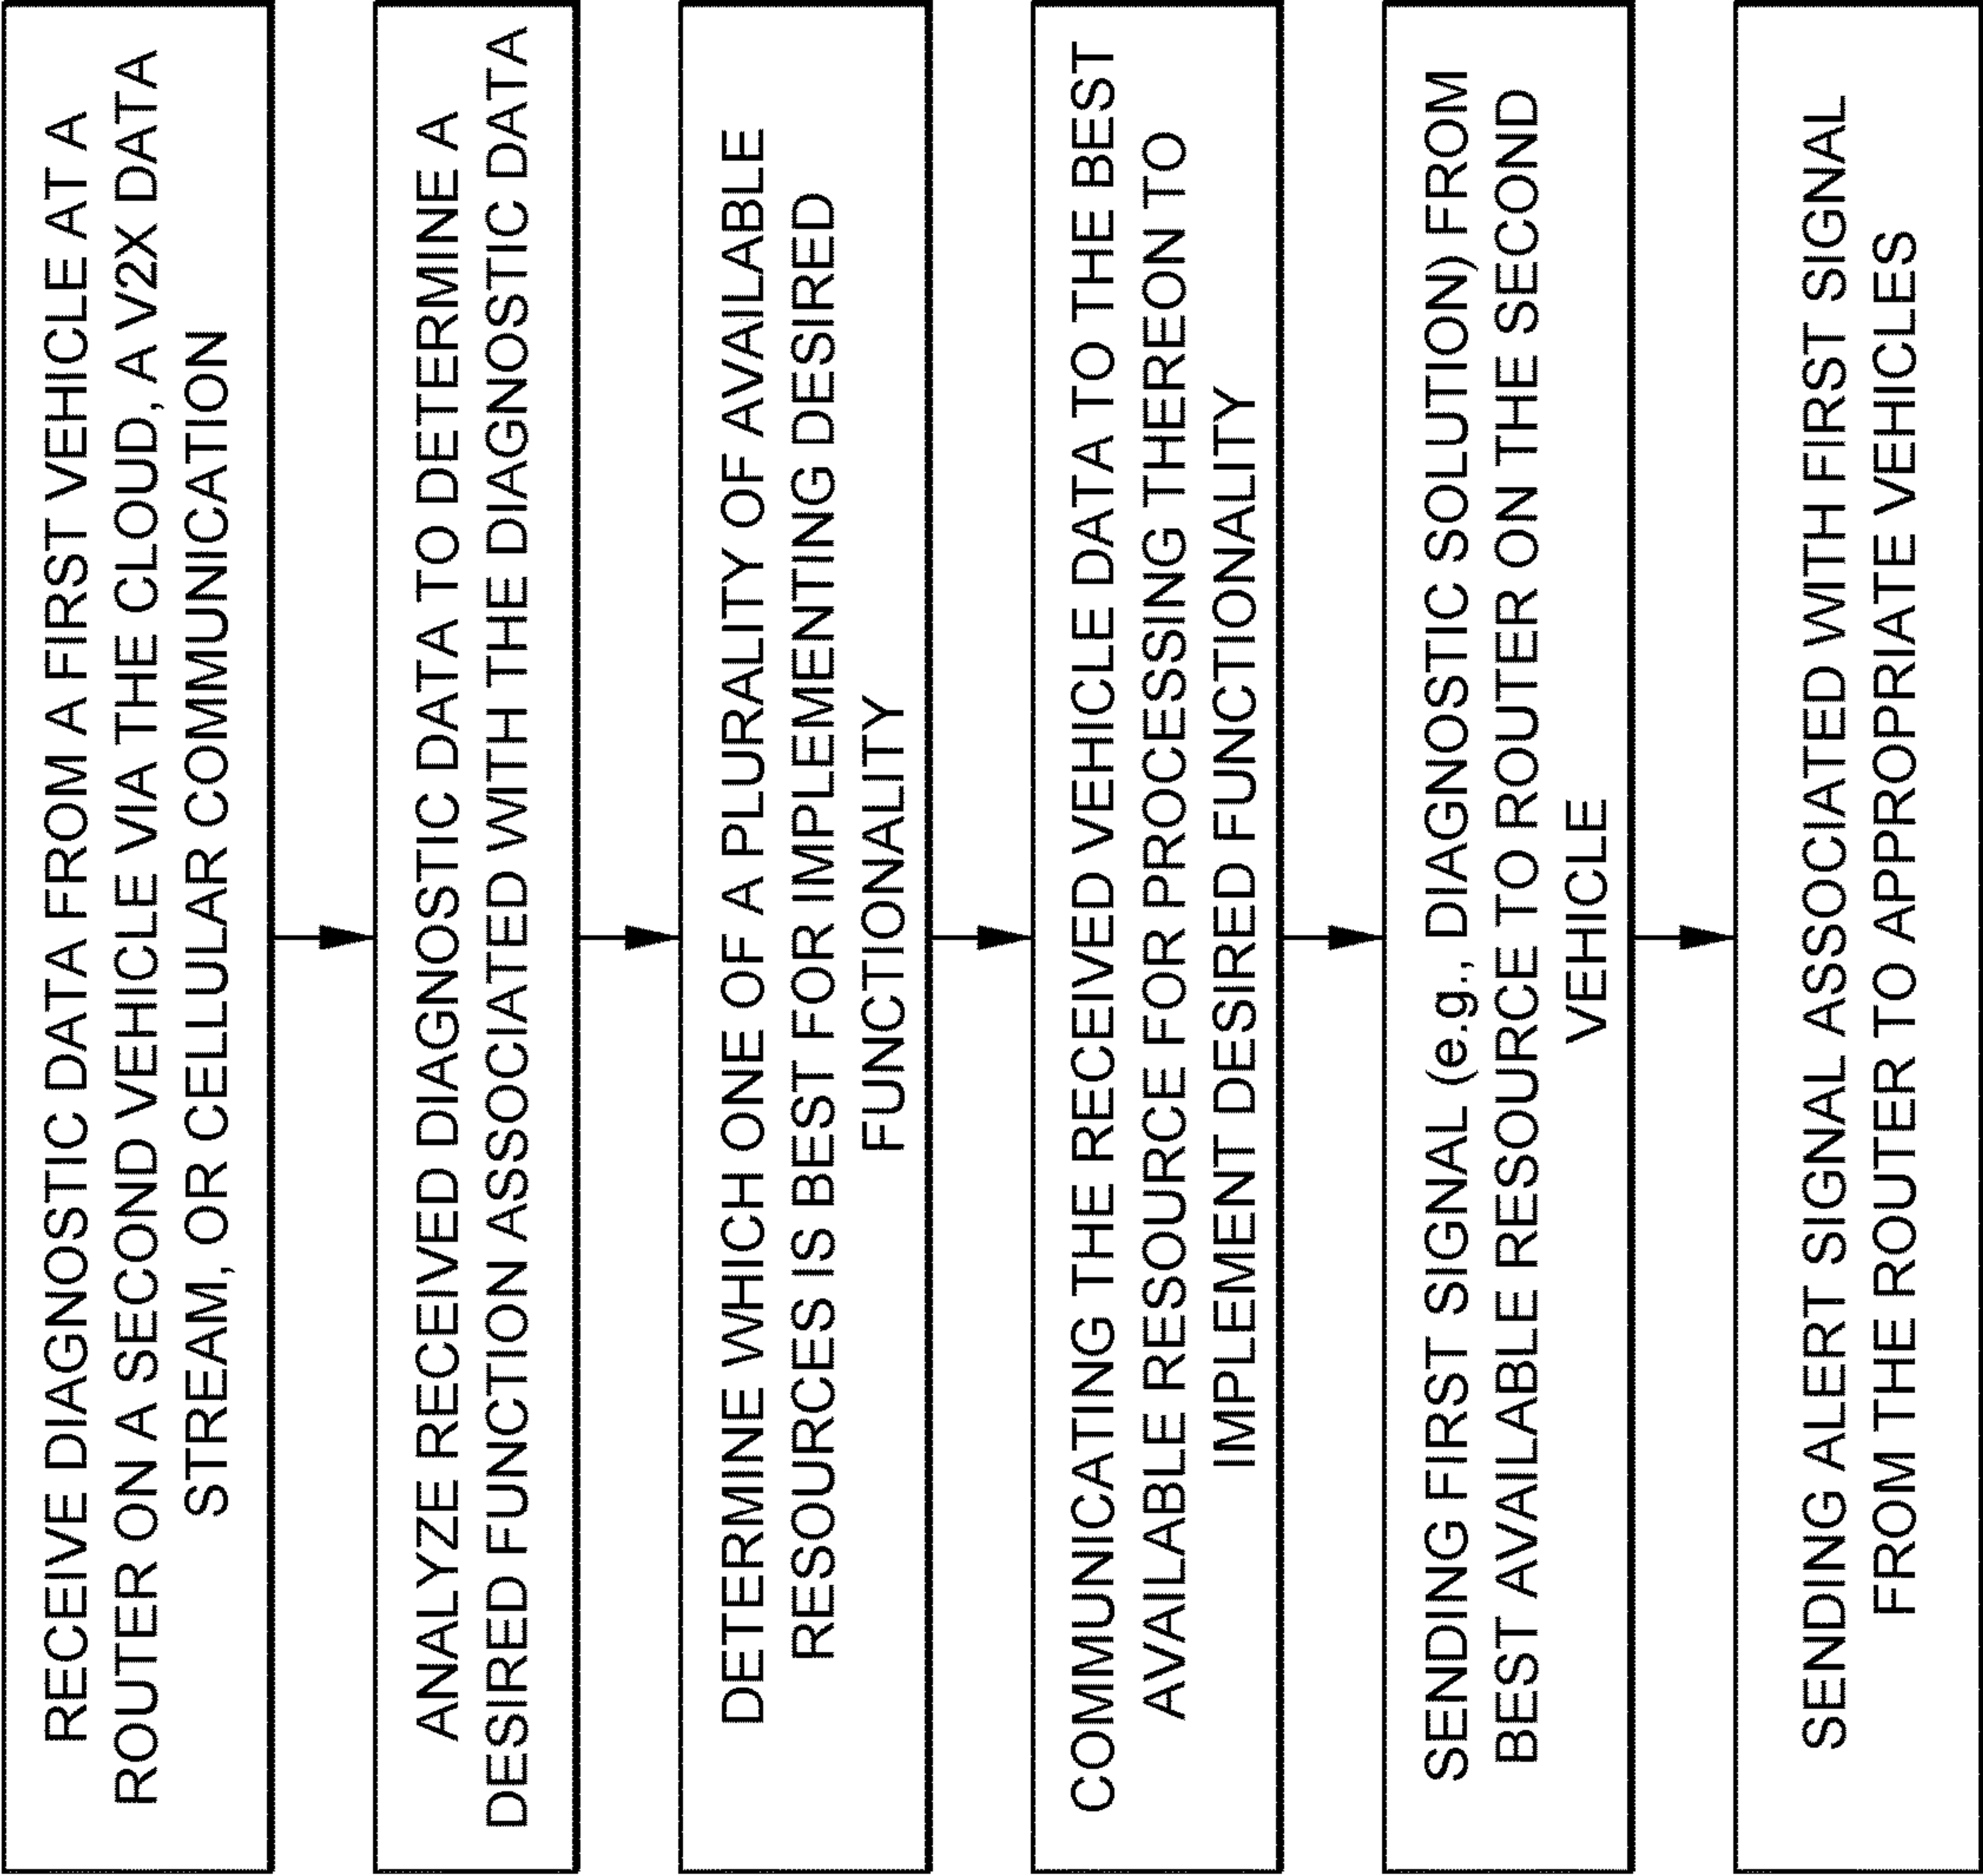 RECEIVE DIAGNOSTIC DATA FROM A FIRST VEHICLE AT A
ROUTER ON A SECOND VEHICLE VIA THE CLOUD, A V2X DATA
STREAM, OR CELLULAR COMMUNICATION
ANALYZE RECEIVED DIAGNOSTIC DATA TO DETERMINE A
DESIRED FUNCTION ASSOCIATED WITH THE DIAGNOSTIC DATA
DETERMINE WHICH ONE OF A PLURALITY OF AVAILABLE
RESOURCES IS BEST FOR IMPLEMENTING DESIRED
FUNCTIONALITY
COMMUNICATING THE RECEIVED VEHICLE DATA TO THE BEST
AVAILABLE RESOURCE FOR PROCESSING THEREON TO
IMPLEMENT DESIRED FUNCTIONALITY
SENDING FIRST SIGNAL (e.g., DIAGNOSTIC SOLUTION) FROM
BEST AVAILABLE RESOURCE TO ROUTER ON THE SECOND
VEHICLE
SENDING ALERT SIGNAL ASSOCIATED WITH FIRST SIGNAL
FROM THE ROUTER TO APPROPRIATE VEHICLES